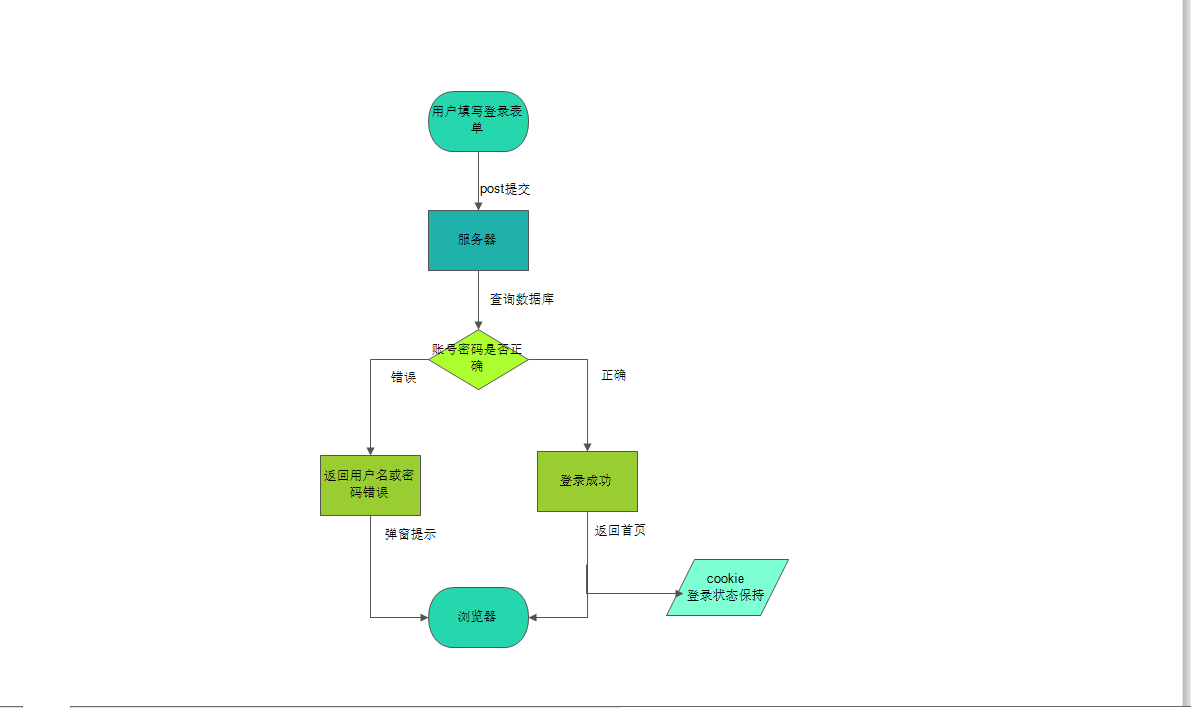 用户填写登录表
单
post提交
服务器
查询数据库
账号密码是否正
确
错误
正确
返回用户名或密
码错误
登录成功
弹窗提示
返回首页
cookie
登录状态保持
浏览器